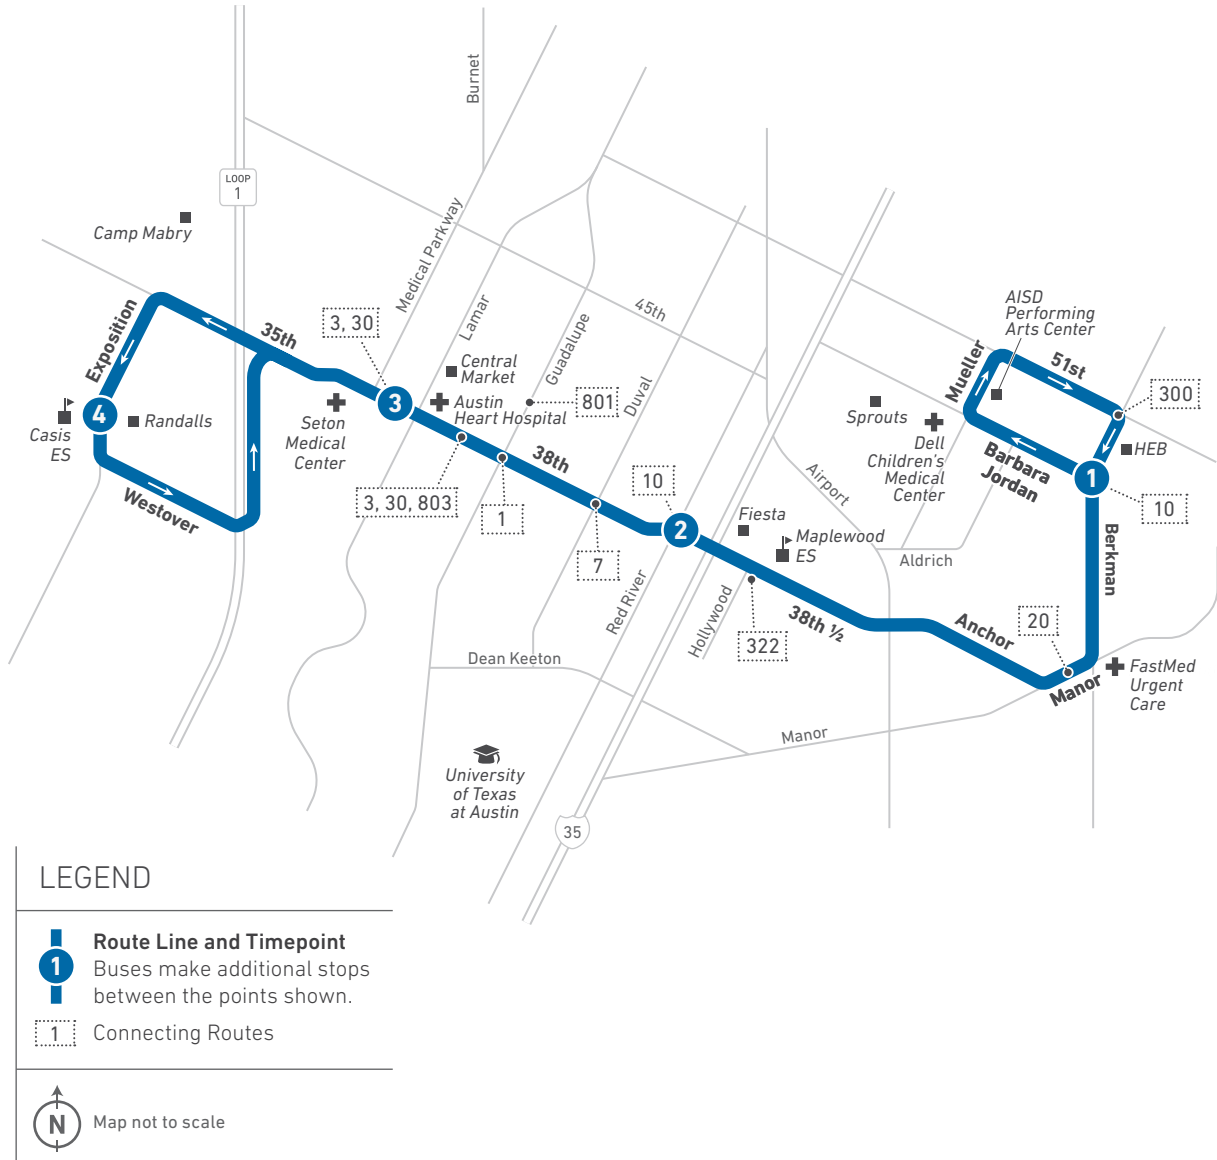 Burnet
LOOP
1
Camp Mabry
Medical Parkway
Exposition
35th
3, 30
Lamar
Guadalupe
45th
Duval
AISD
Performing
Arts Center
Mueller
51st
300
Central
Market
801
3
Austin
Heart Hospital
4
Randalls
Casis
ES
Seton
Medical
Center
Sprouts
Dell
Children's
Medical
Center
Barbara
Jordan
HEB
1
10
Westover
3, 30, 803
1
38th
10
7
2
Fiesta
Airport
Maplewood
ES
Aldrich
Berkman
Red River
Hollywood
322
38th ½
Anchor
20
Manor
FastMed
Urgent
Care
Dean Keeton
Manor
University
of Texas
at Austin
35
LEGEND
1
Route Line and Timepoint
Buses make additional stops
between the points shown.
1
Connecting Routes
N
Map not to scale